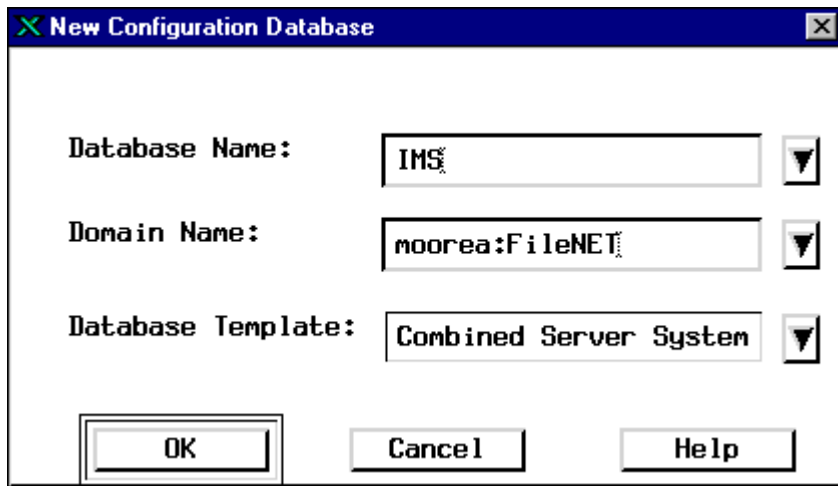 New Configuration Database
Database Name: IMS
Domain Name: moorea:FileNET
Database Template: Combined Server System
OK Cancel Help